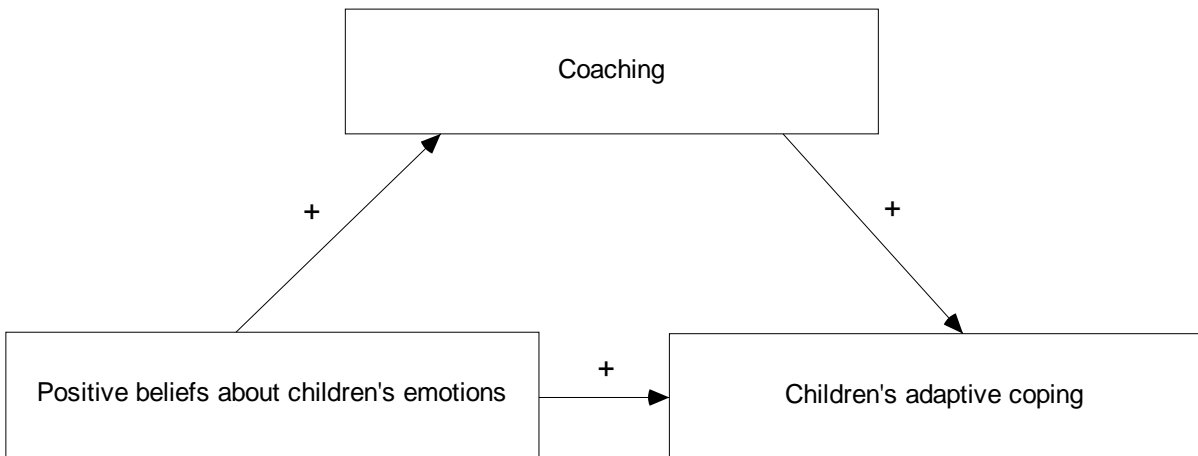 Coaching
+
+
+
Positive beliefs about children's emotions
Children's adaptive coping